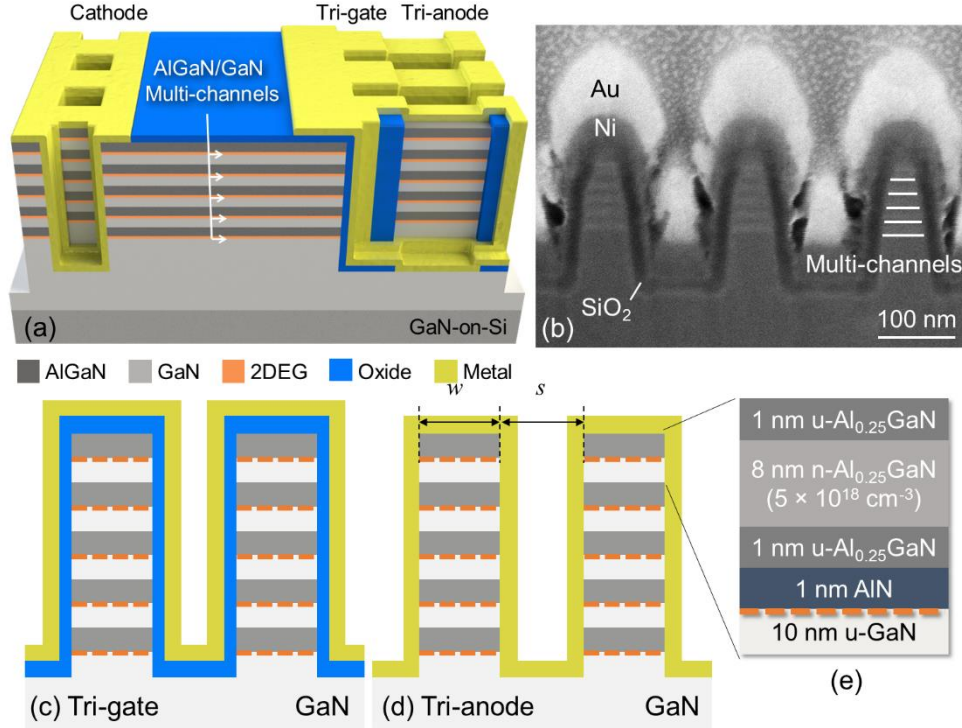 Cathode
Tri-gate
Tri-anode
AlGaN/GaN
Multi-channels
(a)
GaN-on-Si
Au
Ni
Multi-channels
SiO₂
(b)
100 nm
AlGaN
GaN
2DEG
Oxide
Metal
w
s
(c) Tri-gate
GaN
(d) Tri-anode
GaN
1 nm u-Al₀.₂₅GaN
8 nm n-Al₀.₂₅GaN
(5 × 10¹⁸ cm⁻³)
1 nm u-Al₀.₂₅GaN
1 nm AlN
10 nm u-GaN
(e)